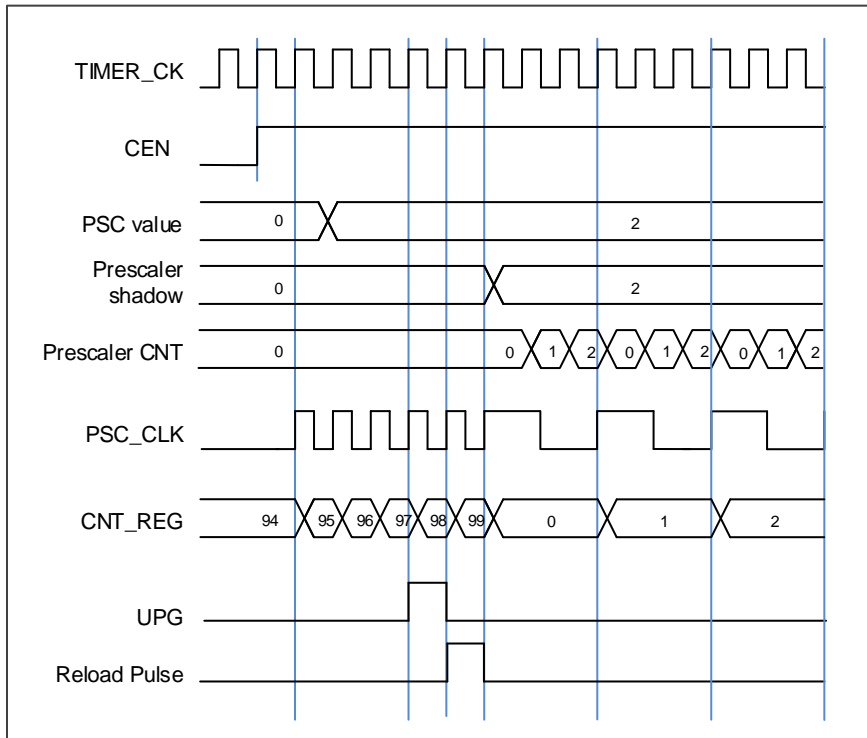 TIMER_CK
CEN
PSC value 0 2
Prescaler
shadow 0 2
Prescaler CNT 0 0 1 2 0 1 2 0 1 2
PSC_CLK
CNT_REG 94 95 96 97 98 99 0 1 2
UPG
Reload Pulse